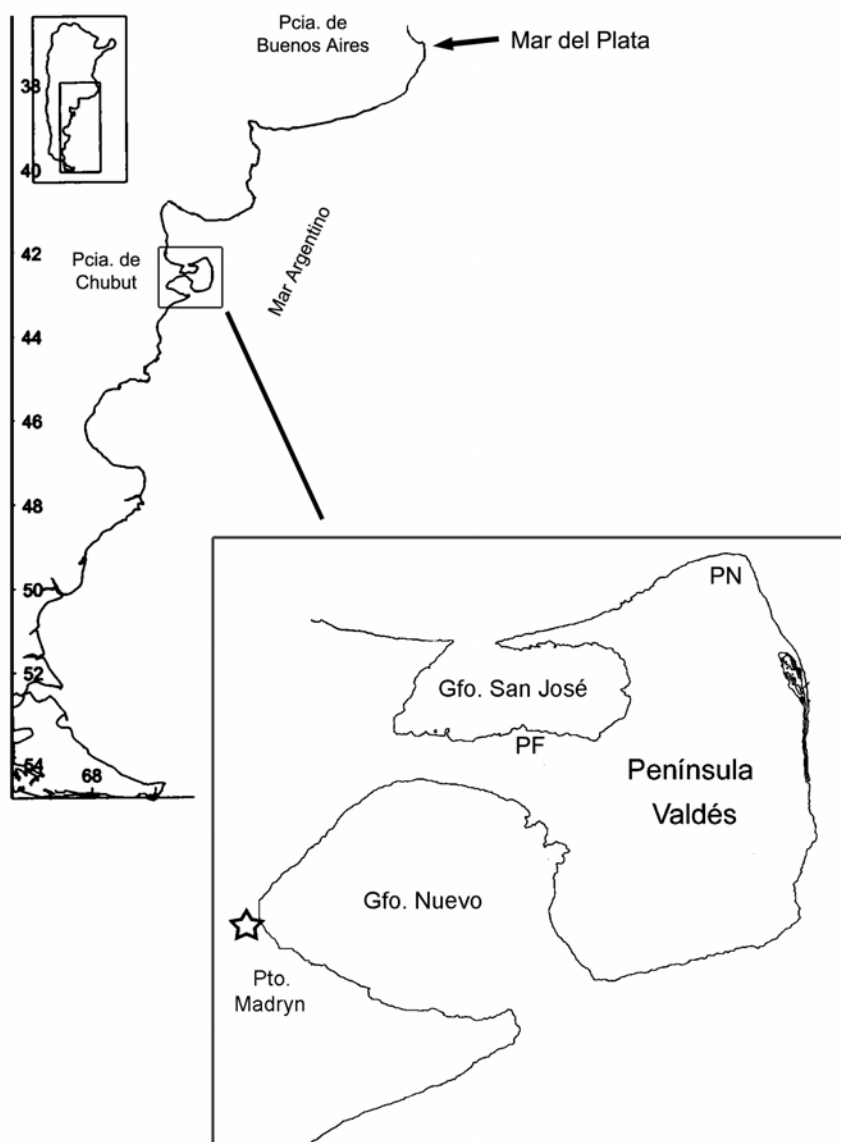 Pcia. de
Buenos Aires
Mar del Plata
38
40
42
Pcia. de
Chubut
Mar Argentino
44
46
48
50
52
54
68
PN
Gfo. San José
PF
Península
Valdés
Gfo. Nuevo
Pto.
Madryn